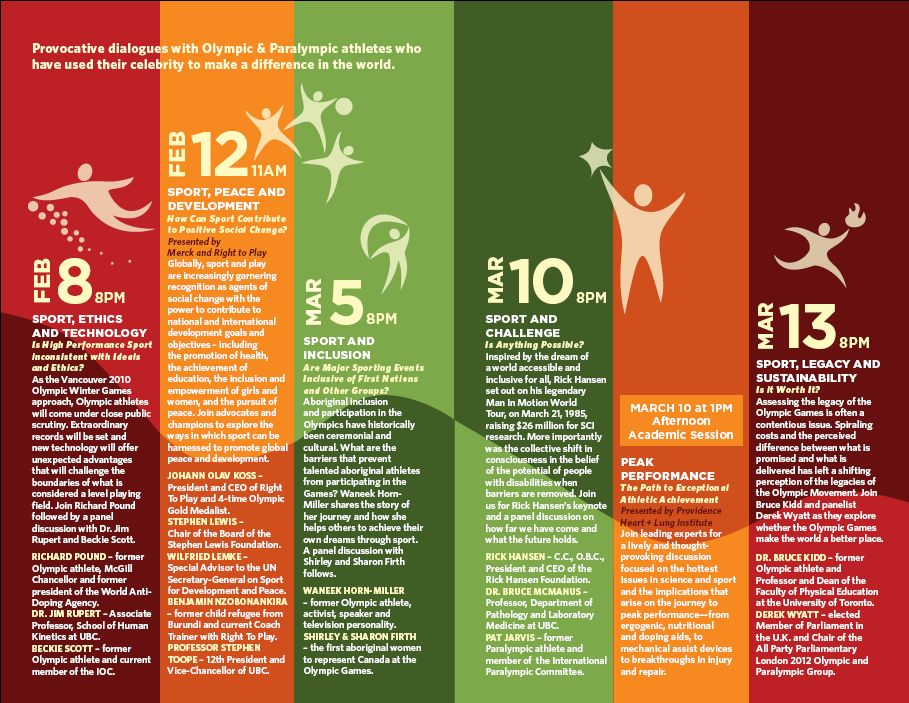 Provocative dialogues with Olympic & Paralympic athletes who
have used their celebrity to make a difference in the world.
FEB 8 8PM
SPORT, ETHICS
AND TECHNOLOGY
Is High Performance Sport
Inconsistent with Ideals
and Ethics?
As the Vancouver 2010
Olympic Winter Games
approach, Olympic athletes
will come under close public
scrutiny. Extraordinary
records will be set and
new technology will offer
unexpected advantages
that will challenge the
boundaries of what is
considered a level playing
field. Join Richard Pound
followed by a panel
discussion with Dr. Jim
Rupert and Beckie Scott.
RICHARD POUND – former
Olympic athlete, McGill
Chancellor and former
president of the World Anti-
Doping Agency.
DR. JIM RUPERT – Associate
Professor, School of Human
Kinetics at UBC.
BECKIE SCOTT – former
Olympic athlete and current
member of the IOC.
FEB 12 11AM
SPORT, PEACE AND
DEVELOPMENT
How Can Sport Contribute
to Positive Social Change?
Presented by
Merck and Right to Play
Globally, sport and play
are increasingly garnering
recognition as agents of
social change with the
power to contribute to
national and international
development goals and
objectives – including
the promotion of health,
the achievement of
education, the inclusion and
empowerment of girls and
women, and the pursuit of
peace. Join advocates and
champions to explore the
ways in which sport can be
harnessed to promote global
peace and development.
JOHANN OLAV KOSS –
President and CEO of Right
To Play and 4-time Olympic
Gold Medalist.
STEPHEN LEWIS –
Chair of the Board of the
Stephen Lewis Foundation.
WILFRIED LEMKE –
Special Advisor to the UN
Secretary-General on Sport
for Development and Peace.
BENJAMIN NZOBONANKIRA
– former child refugee from
Burundi and current Coach
Trainer with Right To Play.
PROFESSOR STEPHEN
TOOPE – 12th President and
Vice-Chancellor of UBC.
MAR 5 8PM
SPORT AND
INCLUSION
Are Major Sporting Events
Inclusive of First Nations
and Other Groups?
Aboriginal inclusion
and participation in the
Olympics have historically
been ceremonial and
cultural. What are the
barriers that prevent
talented aboriginal athletes
from participating in the
Games? Waneek Horn-
Miller shares the story of
her journey and how she
helps others to achieve their
own dreams through sport.
A panel discussion with
Shirley and Sharon Firth
follows.
WANEEK HORN-MILLER
– former Olympic athlete,
activist, speaker and
television personality.
SHIRLEY & SHARON FIRTH
– the first aboriginal women
to represent Canada at the
Olympic Games.
MAR 10 8PM
SPORT AND
CHALLENGE
Is Anything Possible?
Inspired by the dream of
a world accessible and
inclusive for all, Rick Hansen
set out on his legendary
Man In Motion World
Tour, on March 21, 1985,
raising $26 million for SCI
research. More importantly
was the collective shift in
consciousness in the belief
of the potential of people
with disabilities when
barriers are removed. Join
us for Rick Hansen's keynote
and a panel discussion on
how far we have come and
what the future holds.
RICK HANSEN – C.C., O.B.C.,
President and CEO of the
Rick Hansen Foundation.
DR. BRUCE MCMANUS –
Professor, Department of
Pathology and Laboratory
Medicine at UBC.
PAT JARVIS – former
Paralympic athlete and
member of the International
Paralympic Committee.
MARCH 10 at 1PM
Afternoon
Academic Session
PEAK
PERFORMANCE
The Path to Exceptional
Athletic Achievement
Presented by Providence
Heart + Lung Institute
Join leading experts for
a lively and thought-
provoking discussion
focused on the hottest
issues in science and sport
and the implications that
arise on the journey to
peak performance—from
ergogenic, nutritional
and doping aids, to
mechanical assist devices
to breakthroughs in injury
and repair.
MAR 13 8PM
SPORT, LEGACY AND
SUSTAINABILITY
Is it Worth It?
Assessing the legacy of the
Olympic Games is often a
contentious issue. Spiraling
costs and the perceived
difference between what is
promised and what is
delivered has left a shifting
perception of the legacies of
the Olympic Movement. Join
Bruce Kidd and panelist
Derek Wyatt as they explore
whether the Olympic Games
make the world a better place.
DR. BRUCE KIDD – former
Olympic athlete and
Professor and Dean of the
Faculty of Physical Education
at the University of Toronto.
DEREK WYATT – elected
Member of Parliament in
the U.K. and Chair of the
All Party Parliamentary
London 2012 Olympic and
Paralympic Group.